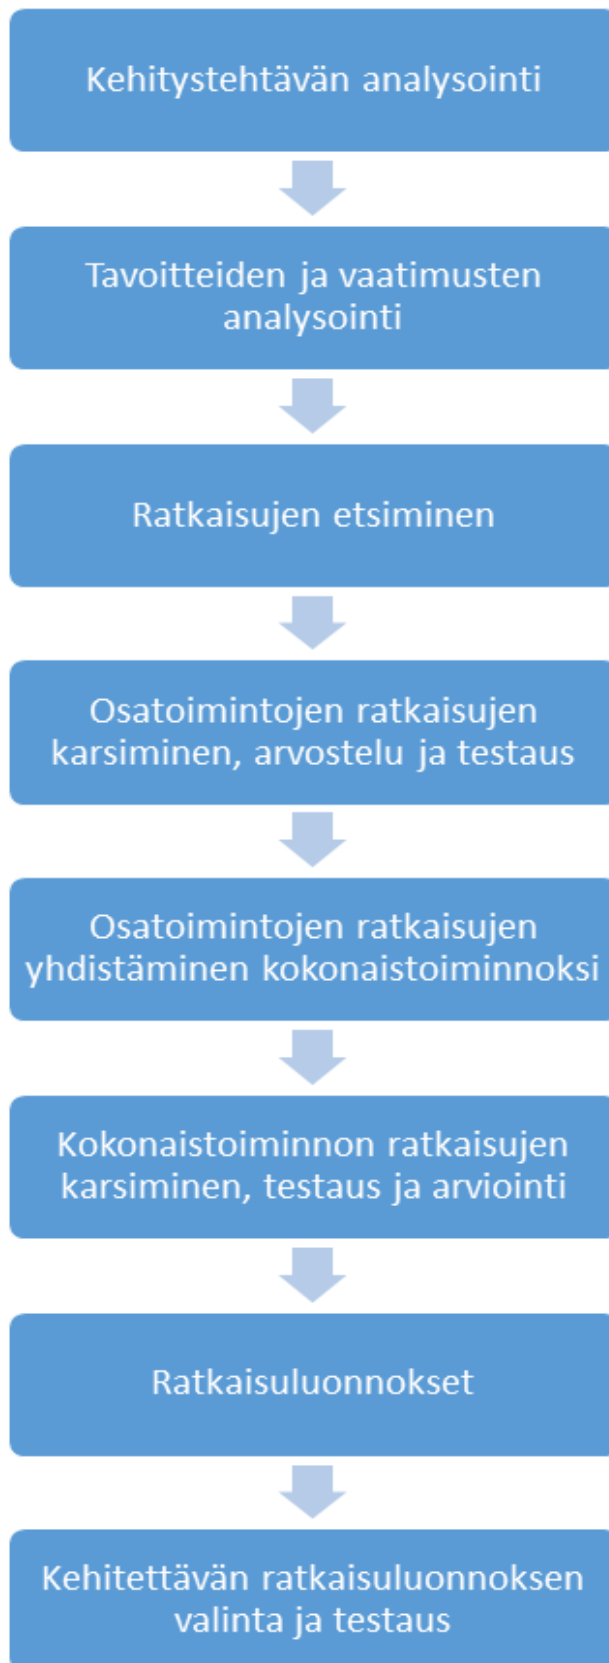 Kehitystehtävän analysointi
Tavoitteiden ja vaatimusten
analysointi
Ratkaisujen etsiminen
Osatoimintojen ratkaisujen
karsiminen, arvostelu ja testaus
Osatoimintojen ratkaisujen
yhdistäminen kokonaistoiminnoksi
Kokonaistoiminnon ratkaisujen
karsiminen, testaus ja arviointi
Ratkaisuluonnokset
Kehitettävän ratkaisuluonnoksen
valinta ja testaus